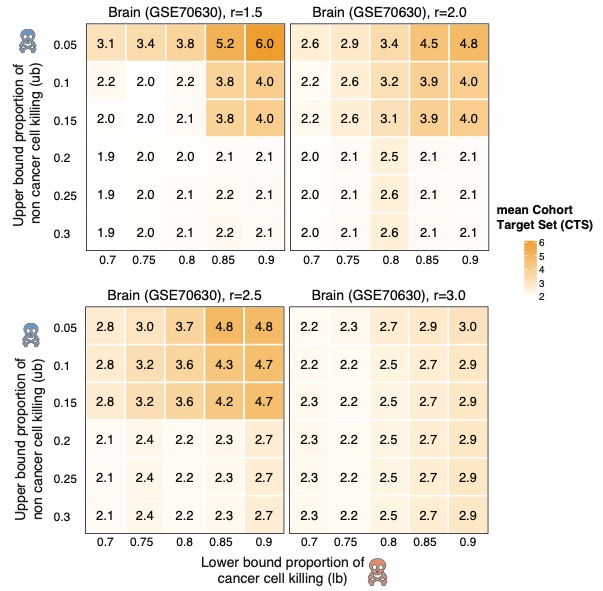 Brain (GSE70630), r=1.5
Brain (GSE70630), r=2.0
Upper bound proportion of
non cancer cell killing (ub)
0.05 3.1 3.4 3.8 5.2 6.0 2.6 2.9 3.4 4.5 4.8
0.1 2.2 2.0 2.2 3.8 4.0 2.2 2.6 3.2 3.9 4.0
0.15 2.0 2.0 2.1 3.8 4.0 2.2 2.6 3.1 3.9 4.0
0.2 1.9 2.0 2.0 2.1 2.1 2.0 2.1 2.5 2.1 2.1
0.25 1.9 2.0 2.1 2.2 2.1 2.0 2.1 2.6 2.1 2.1
0.3 1.9 2.0 2.1 2.2 2.1 2.0 2.1 2.6 2.1 2.1
0.7 0.75 0.8 0.85 0.9 0.7 0.75 0.8 0.85 0.9
mean Cohort
Target Set (CTS)
6
5
4
3
2
Brain (GSE70630), r=2.5
Brain (GSE70630), r=3.0
Upper bound proportion of
non cancer cell killing (ub)
0.05 2.8 3.0 3.7 4.8 4.8 2.2 2.3 2.7 2.9 3.0
0.1 2.8 3.2 3.6 4.3 4.7 2.2 2.2 2.5 2.7 2.9
0.15 2.8 3.2 3.6 4.2 4.7 2.3 2.2 2.5 2.7 2.9
0.2 2.1 2.4 2.2 2.3 2.7 2.3 2.2 2.5 2.7 2.9
0.25 2.1 2.4 2.2 2.3 2.7 2.3 2.2 2.5 2.7 2.9
0.3 2.1 2.4 2.2 2.3 2.7 2.3 2.2 2.5 2.7 2.9
0.7 0.75 0.8 0.85 0.9 0.7 0.75 0.8 0.85 0.9
Lower bound proportion of
cancer cell killing (lb)